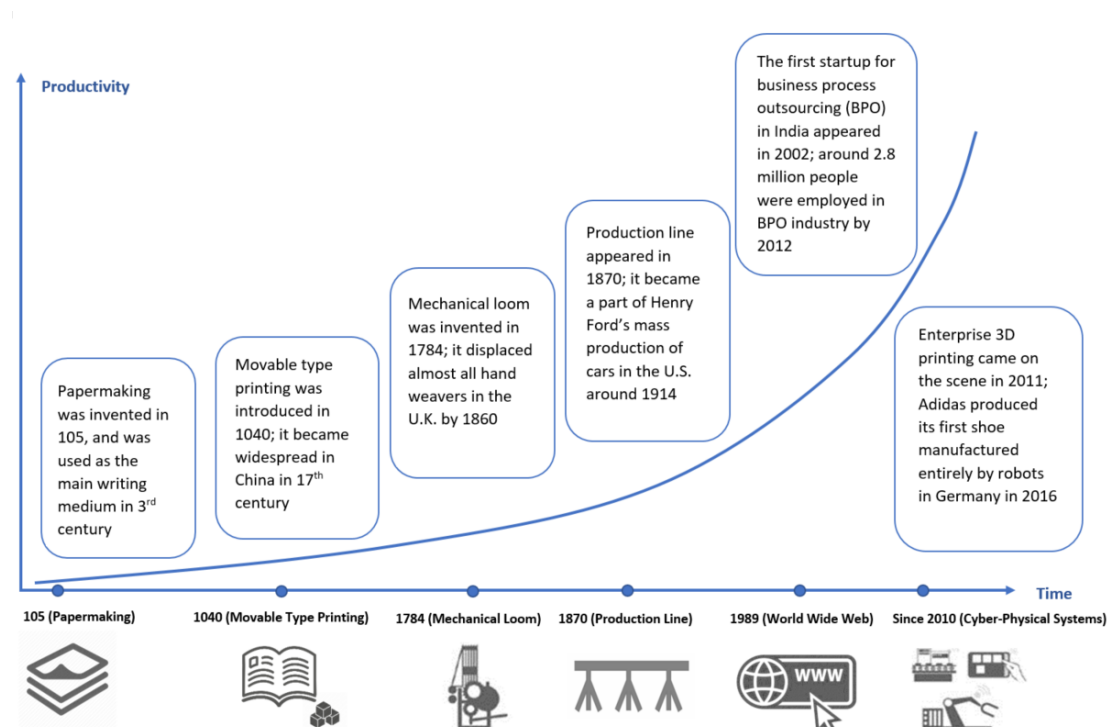 Productivity
Papermaking
was invented in
105, and was
used as the
main writing
medium in 3rd
century
Movable type
printing was
introduced in
1040; it became
widespread in
China in 17th
century
Mechanical loom
was invented in
1784; it displaced
almost all hand
weavers in the
U.K. by 1860
Production line
appeared in
1870; it became
a part of Henry
Ford’s mass
production of
cars in the U.S.
around 1914
The first startup for
business process
outsourcing (BPO)
in India appeared
in 2002; around 2.8
million people
were employed in
BPO industry by
2012
Enterprise 3D
printing came on
the scene in 2011;
Adidas produced
its first shoe
manufactured
entirely by robots
in Germany in 2016
Time
105 (Papermaking)
1040 (Movable Type Printing)
1784 (Mechanical Loom)
1870 (Production Line)
1989 (World Wide Web)
Since 2010 (Cyber-Physical Systems)
WWW